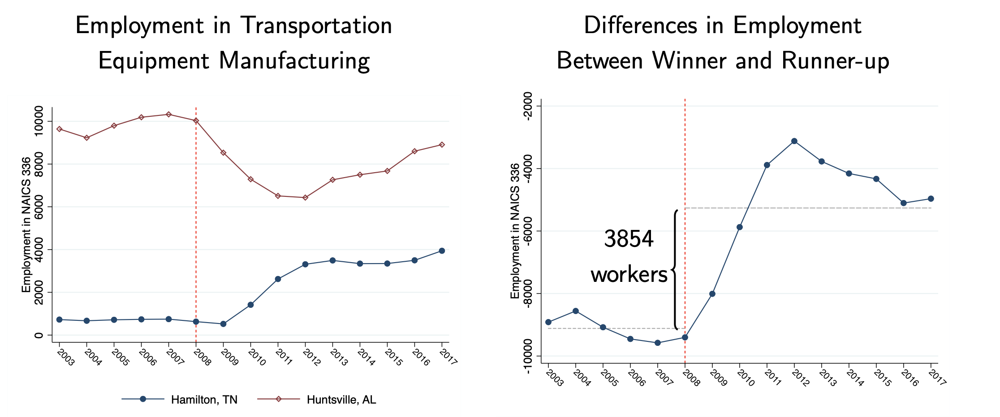 Employment in Transportation
Equipment Manufacturing
Employment in NAICS 336
10000
8000
6000
4000
2000
0
2003 2004 2005 2006 2007 2008 2009 2010 2011 2012 2013 2014 2015 2016 2017
Hamilton, TN Huntsville, AL
Differences in Employment
Between Winner and Runner-up
Employment in NAICS 336
-2000
-4000
-6000
-8000
-10000
3854
workers
2003 2004 2005 2006 2007 2008 2009 2010 2011 2012 2013 2014 2015 2016 2017